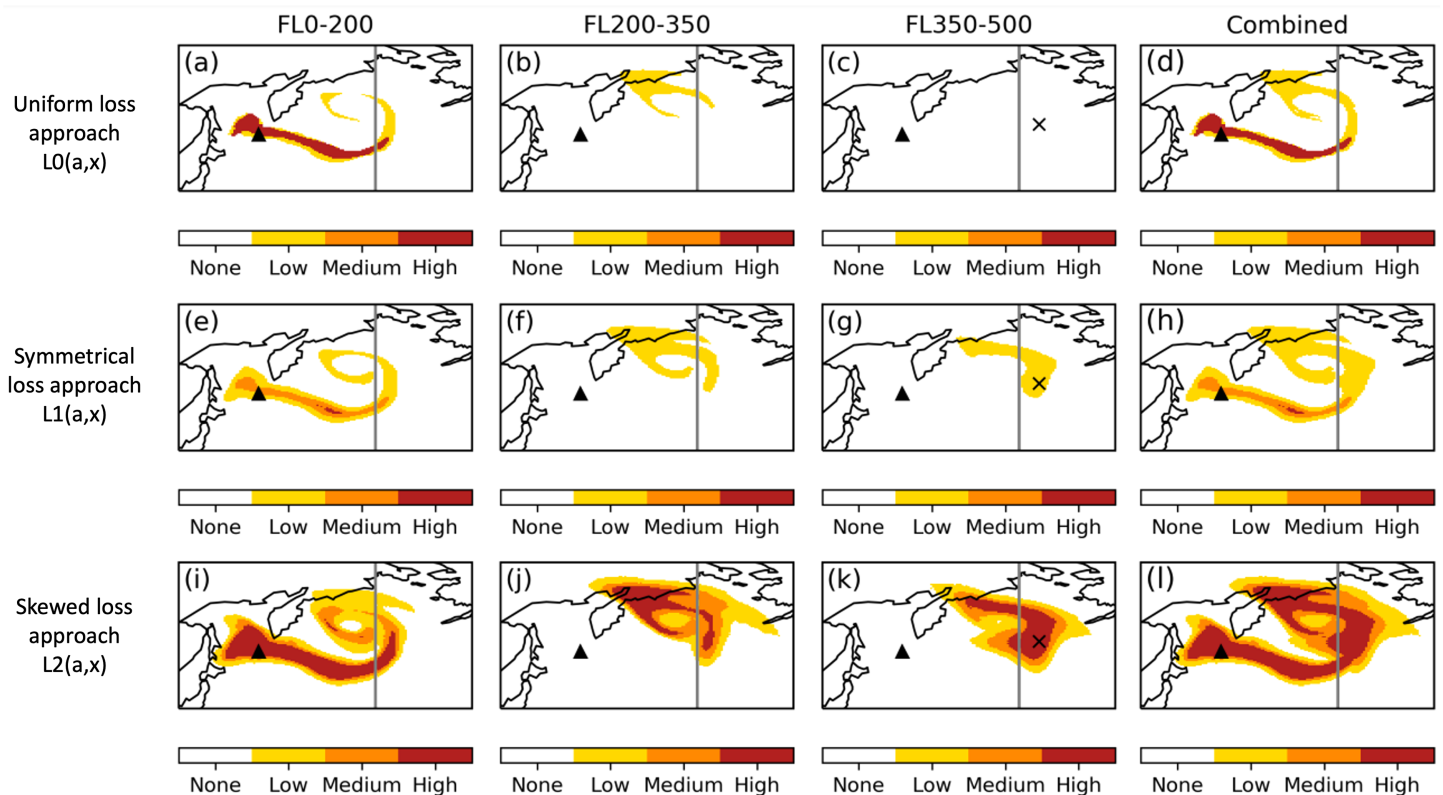 FL0-200 FL200-350 FL350-500 Combined
Uniform loss
approach
L0(a,x)
(a) (b) (c) (d)
None Low Medium High None Low Medium High None Low Medium High None Low Medium High
Symmetrical
loss approach
L1(a,x)
(e) (f) (g) (h)
None Low Medium High None Low Medium High None Low Medium High None Low Medium High
Skewed loss
approach
L2(a,x)
(i) (j) (k) (l)
None Low Medium High None Low Medium High None Low Medium High None Low Medium High